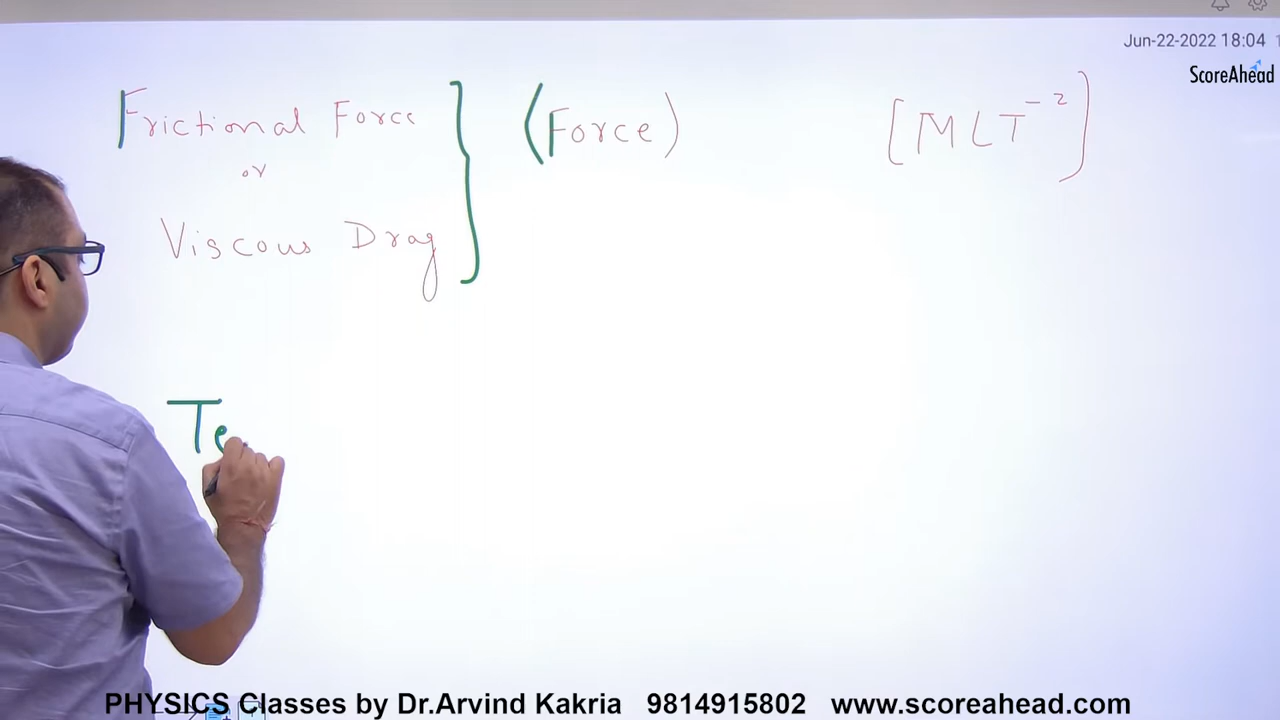 Jun-22-2022 18:04
ScoreAhead
Frictional Force } (Force) [MLT⁻²]
or
Viscous Drag
Te
PHYSICS Classes by Dr.Arvind Kakria 9814915802 www.scoreahead.com